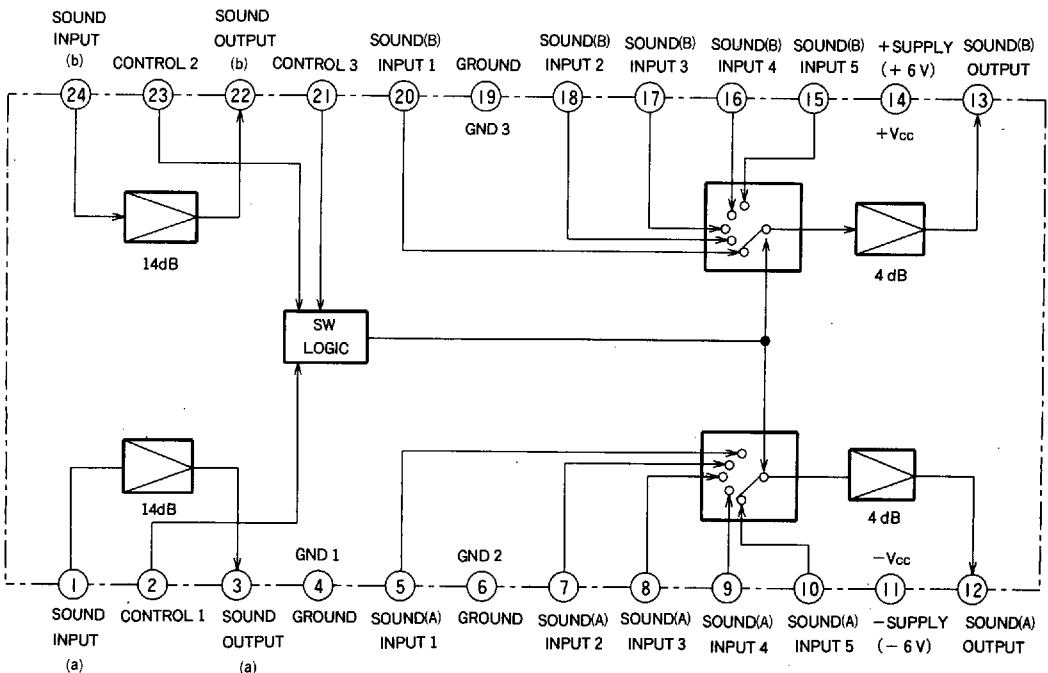 SOUND
INPUT
(b)
CONTROL 2
SOUND
OUTPUT
(b)
CONTROL 3
SOUND(B)
INPUT 1
GROUND
SOUND(B)
INPUT 2
SOUND(B)
INPUT 3
SOUND(B)
INPUT 4
SOUND(B)
INPUT 5
+SUPPLY
(+6V)
SOUND(B)
OUTPUT
24
23
22
21
20
19
18
17
16
15
14
13
GND 3
+Vcc
14dB
4 dB
SW
LOGIC
14dB
4 dB
GND 1
GND 2
−Vcc
1
2
3
4
5
6
7
8
9
10
11
12
SOUND
INPUT
(a)
CONTROL 1
SOUND
OUTPUT
(a)
GROUND
SOUND(A)
INPUT 1
GROUND
SOUND(A)
INPUT 2
SOUND(A)
INPUT 3
SOUND(A)
INPUT 4
SOUND(A)
INPUT 5
−SUPPLY
(−6V)
SOUND(A)
OUTPUT